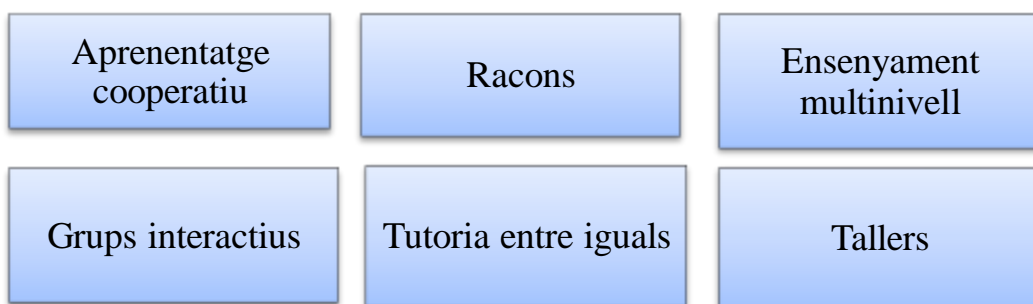 Aprenentatge
cooperatiu
Racons
Ensenyament
multinivell
Grups interactius
Tutoria entre iguals
Tallers